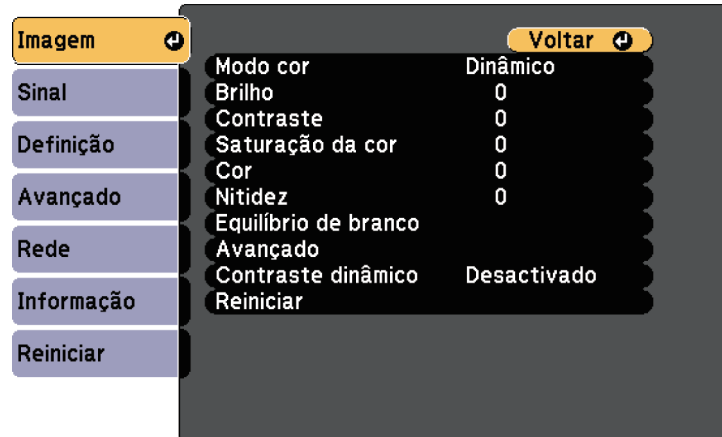 Imagem
Sinal
Definição
Avançado
Rede
Informação
Reiniciar
Voltar
Modo cor Dinâmico
Brilho 0
Contraste 0
Saturação da cor 0
Cor 0
Nitidez 0
Equilíbrio de branco
Avançado
Contraste dinâmico Desactivado
Reiniciar